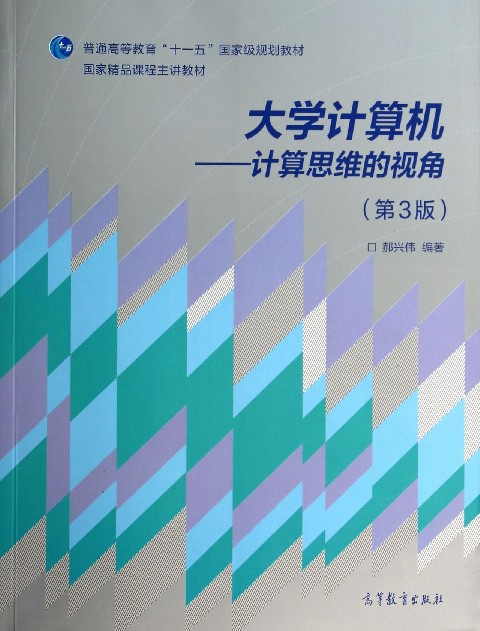 普通高等教育“十一五”国家级规划教材
国家精品课程主讲教材
大学计算机
——计算思维的视角
（第3版）
□ 郝兴伟 编著
高等教育出版社